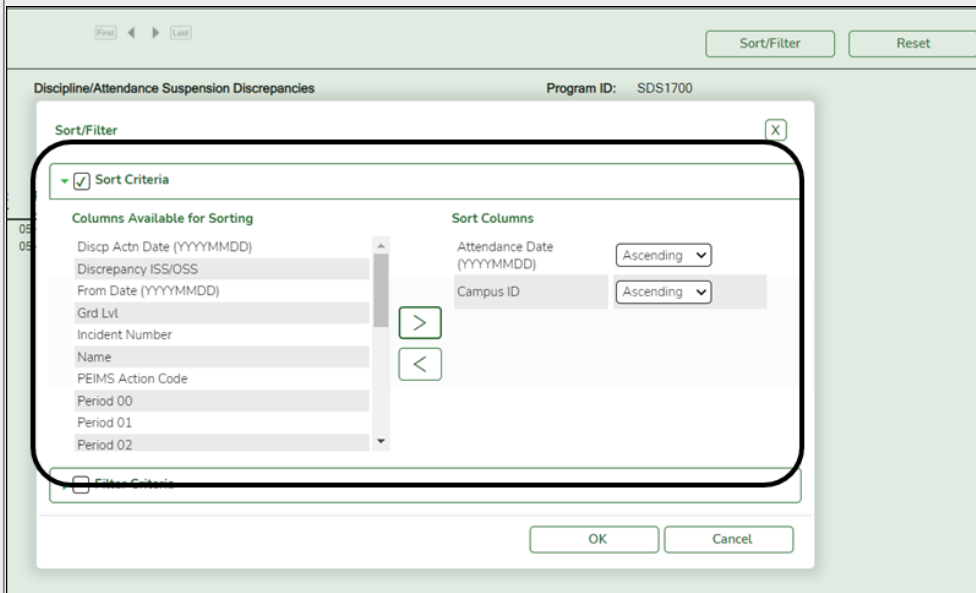 First Last
Sort/Filter Reset
Discipline/Attendance Suspension Discrepancies Program ID: SDS1700
Sort/Filter X
Sort Criteria
Columns Available for Sorting Sort Columns
Discp Actn Date (YYYYMMDD)
Discrepancy ISS/OSS
From Date (YYYYMMDD)
Grd Lvl
Incident Number
Name
PEIMS Action Code
Period 00
Period 01
Period 02
Attendance Date
(YYYYMMDD) Ascending
Campus ID Ascending
>
<
05
05
Filter Criteria
OK Cancel